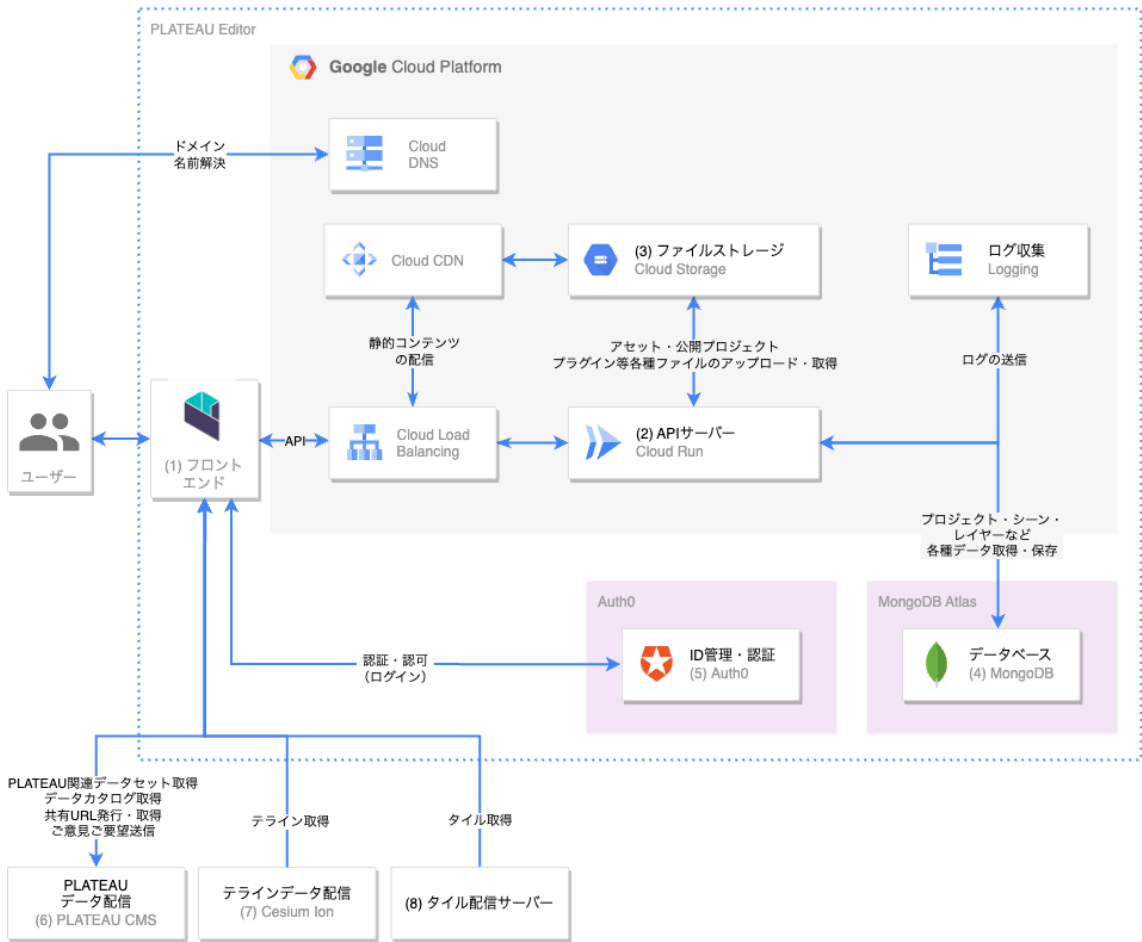 PLATEAU Editor
Google Cloud Platform
Cloud
DNS
ドメイン
名前解決
Cloud CDN
(3) ファイルストレージ
Cloud Storage
ログ収集
Logging
静的コンテンツ
の配信
アセット・公開プロジェクト
プラグイン等各種ファイルのアップロード・取得
ログの送信
ユーザー
(1) フロント
エンド
API
Cloud Load
Balancing
(2) APIサーバー
Cloud Run
プロジェクト・シーン・
レイヤーなど
各種データ取得・保存
Auth0
ID管理・認証
(5) Auth0
MongoDB Atlas
データベース
(4) MongoDB
認証・認可
（ログイン）
PLATEAU関連データセット取得
データカタログ取得
共有URL発行・取得
ご意見ご要望送信
テライン取得
タイル取得
PLATEAU
データ配信
(6) PLATEAU CMS
テラインデータ配信
(7) Cesium Ion
(8) タイル配信サーバー